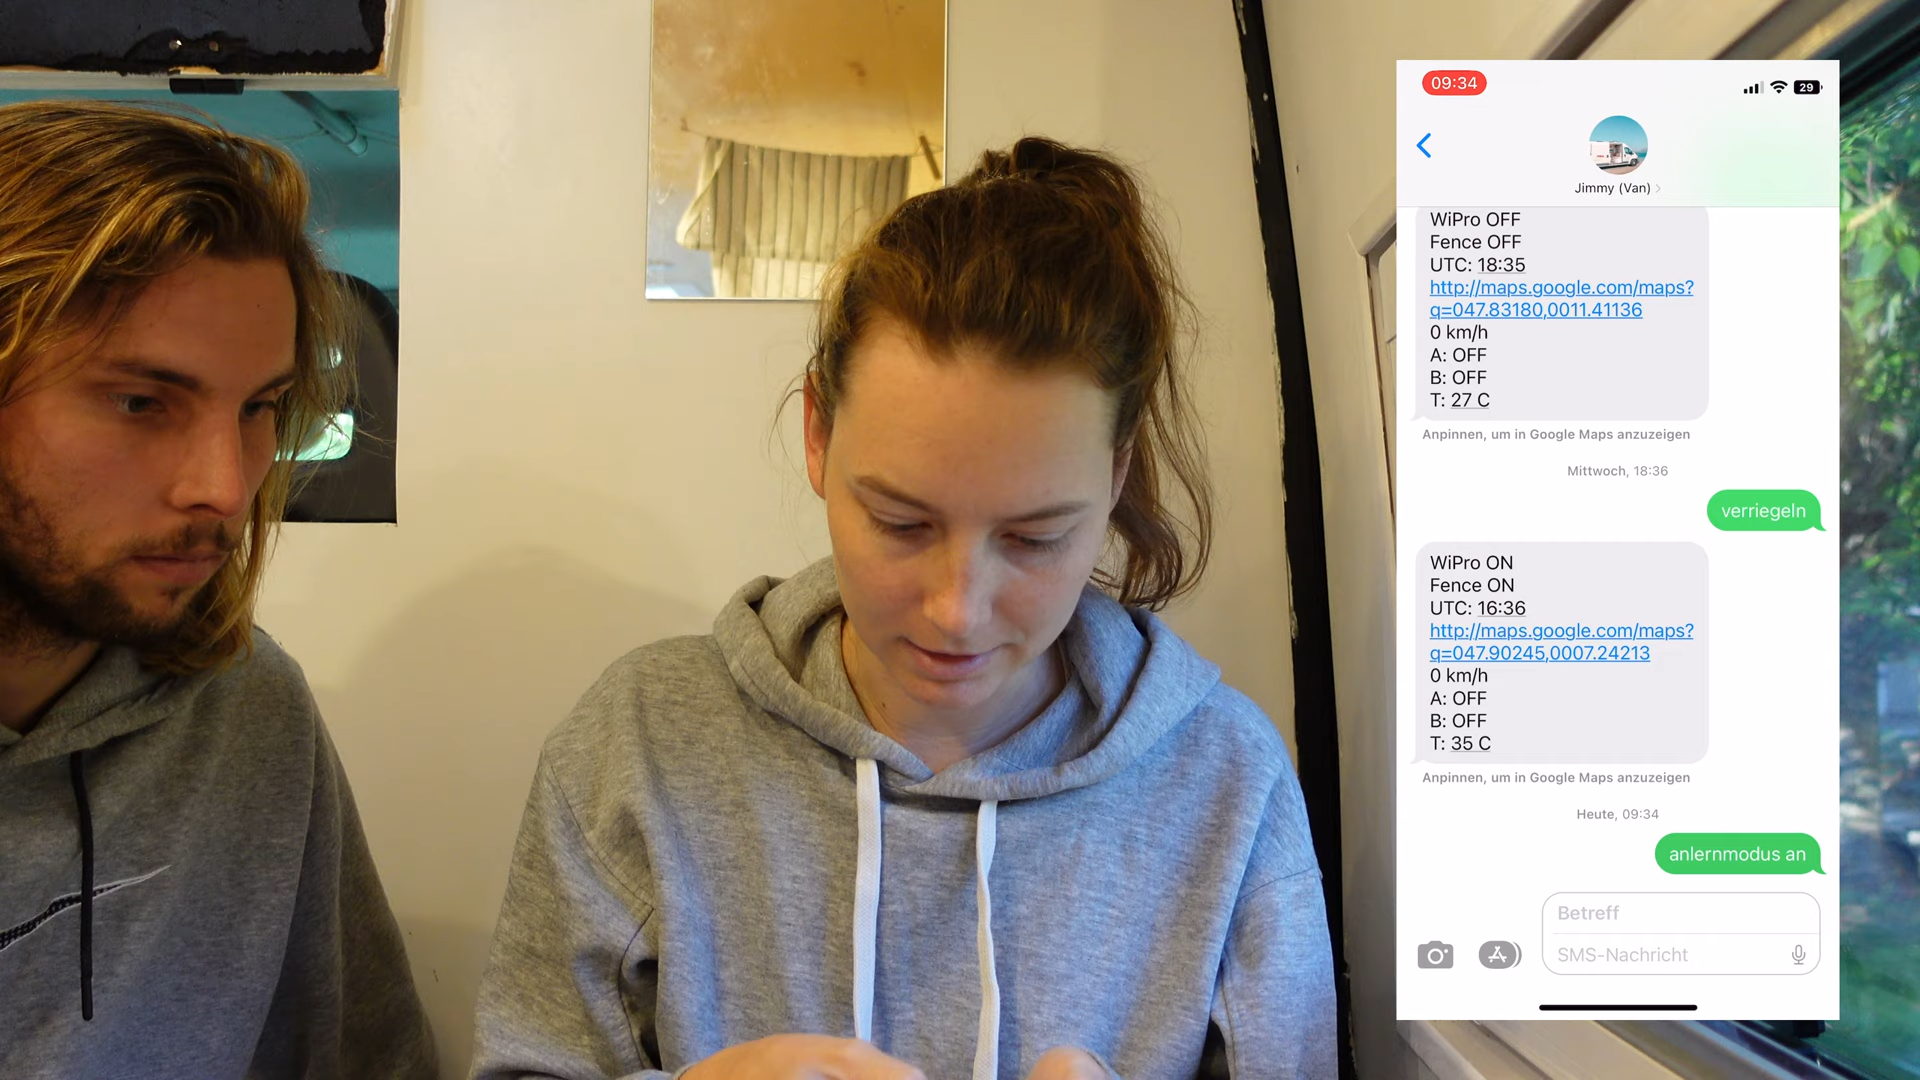 09:34
29
Jimmy (Van)
WiPro OFF
Fence OFF
UTC: 18:35
http://maps.google.com/maps?
q=047.83180,0011.41136
0 km/h
A: OFF
B: OFF
T: 27 C
Anpinnen, um in Google Maps anzuzeigen
Mittwoch, 18:36
verriegeln
WiPro ON
Fence ON
UTC: 16:36
http://maps.google.com/maps?
q=047.90245,0007.24213
0 km/h
A: OFF
B: OFF
T: 35 C
Anpinnen, um in Google Maps anzuzeigen
Heute, 09:34
anlernmodus an
Betreff
SMS-Nachricht